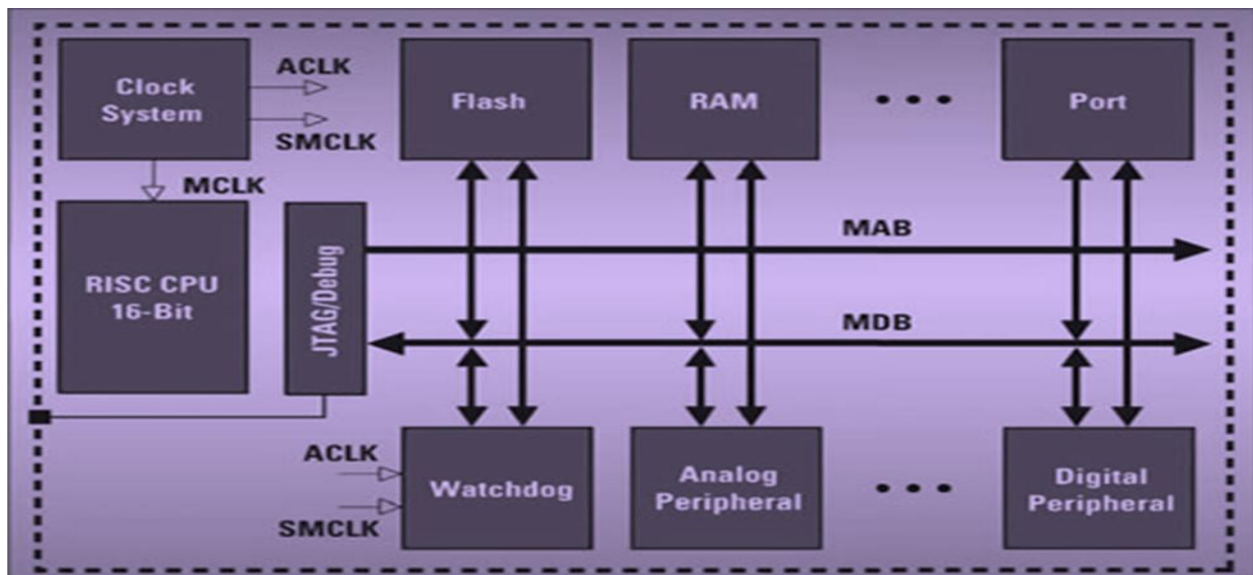 Clock
System
ACLK
SMCLK
Flash
RAM
Port
MCLK
RISC CPU
16-Bit
JTAG/Debug
MAB
MDB
ACLK
SMCLK
Watchdog
Analog
Peripheral
Digital
Peripheral